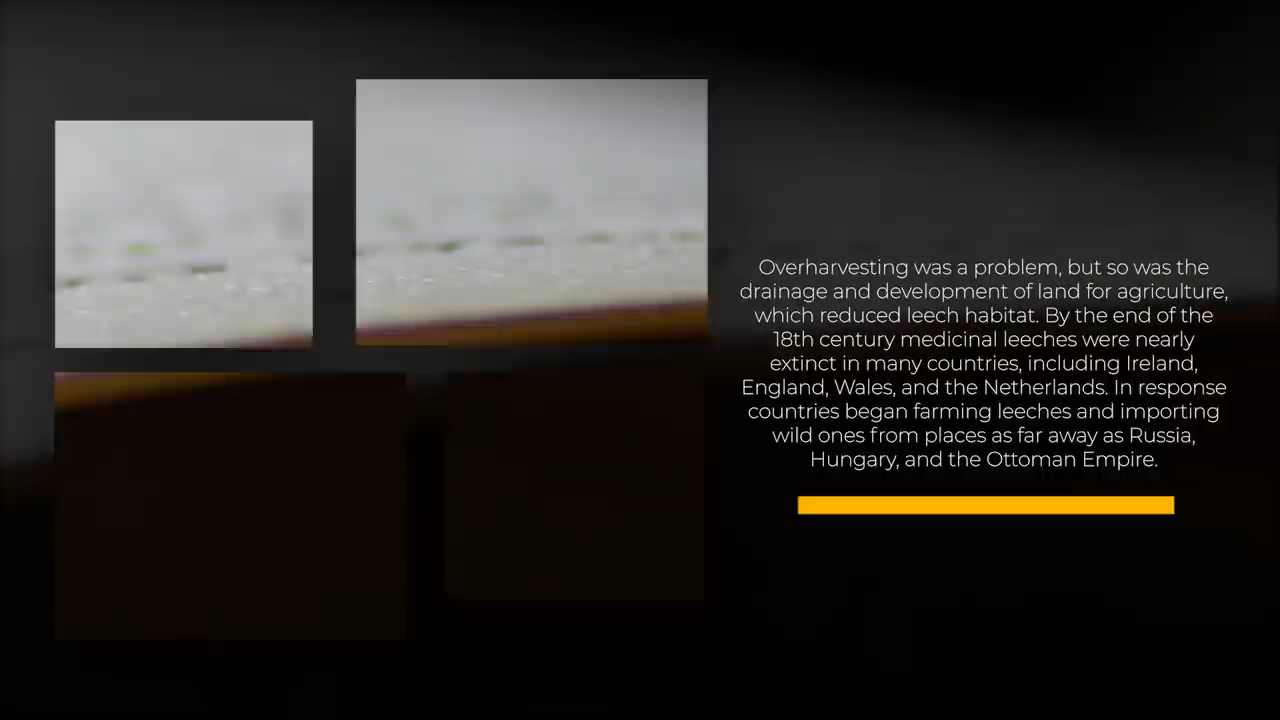 Overharvesting was a problem, but so was the
drainage and development of land for agriculture,
which reduced leech habitat. By the end of the
18th century medicinal leeches were nearly
extinct in many countries, including Ireland,
England, Wales, and the Netherlands. In response
countries began farming leeches and importing
wild ones from places as far away as Russia,
Hungary, and the Ottoman Empire.